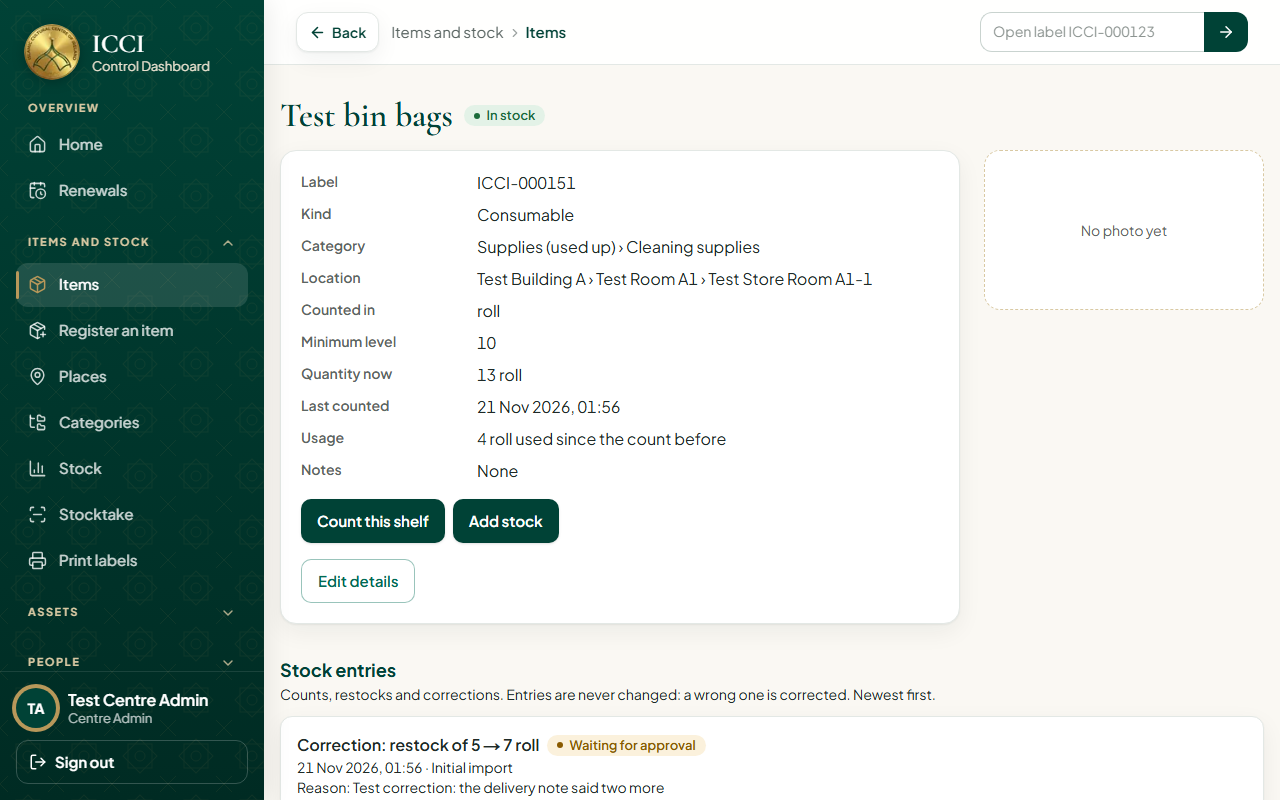 ICCI
Control Dashboard
OVERVIEW
Home
Renewals
ITEMS AND STOCK
Items
Register an item
Places
Categories
Stock
Stocktake
Print labels
ASSETS
PEOPLE
TA
Test Centre Admin
Centre Admin
Sign out
Back
Items and stock › Items
Open label ICCI-000123
Test bin bags
In stock
Label ICCI-000151
Kind Consumable
Category Supplies (used up) › Cleaning supplies
Location Test Building A › Test Room A1 › Test Store Room A1-1
Counted in roll
Minimum level 10
Quantity now 13 roll
Last counted 21 Nov 2026, 01:56
Usage 4 roll used since the count before
Notes None
Count this shelf
Add stock
Edit details
No photo yet
Stock entries
Counts, restocks and corrections. Entries are never changed: a wrong one is corrected. Newest first.
Correction: restock of 5 → 7 roll
Waiting for approval
21 Nov 2026, 01:56 · Initial import
Reason: Test correction: the delivery note said two more